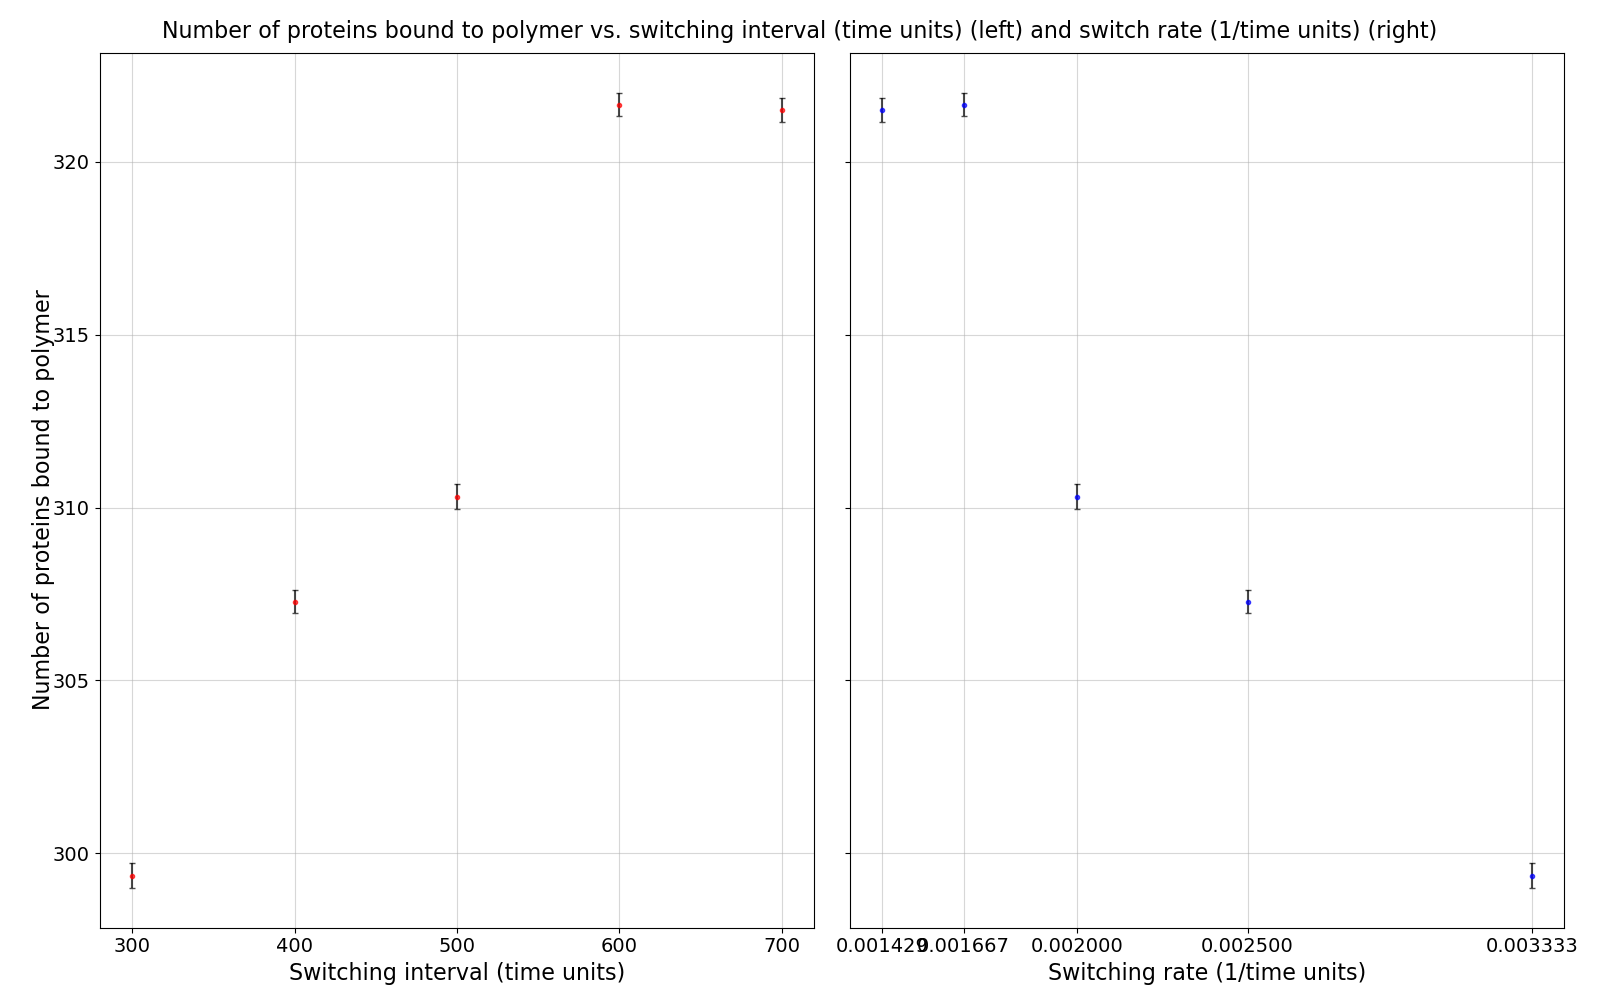 Number of proteins bound to polymer vs. switching interval (time units) (left) and switch rate (1/time units) (right)
Number of proteins bound to polymer
320
315
310
305
300
300 400 500 600 700
Switching interval (time units)
0.001429 0.001667 0.002000 0.002500 0.003333
Switching rate (1/time units)